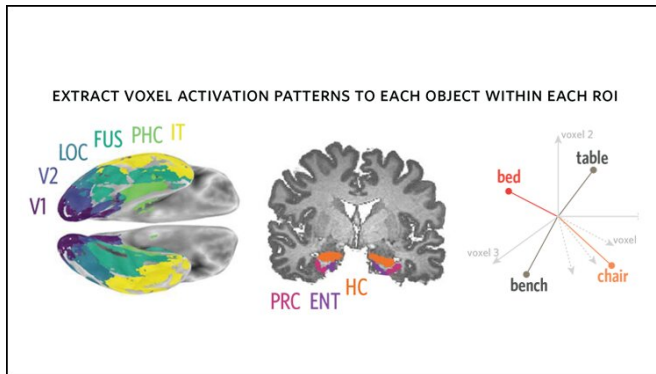 EXTRACT VOXEL ACTIVATION PATTERNS TO EACH OBJECT WITHIN EACH ROI
V1
V2
LOC
FUS
PHC
IT
PRC
ENT
HC
voxel 2
table
bed
voxel
voxel 3
chair
bench